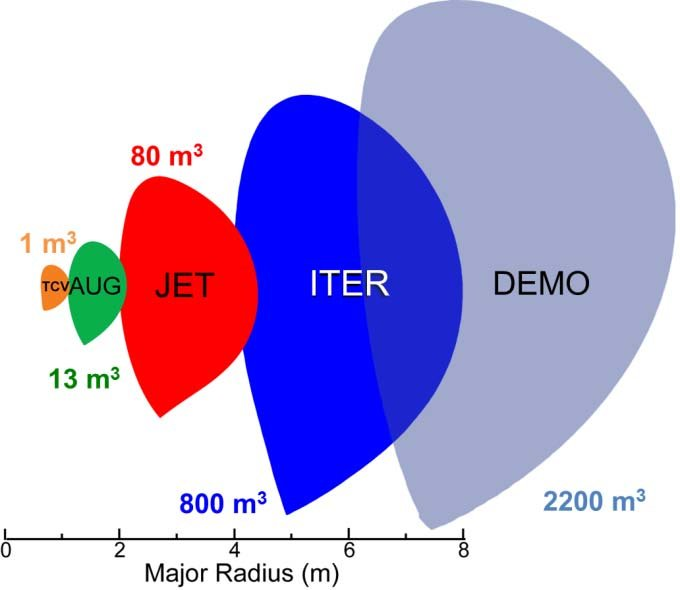 80 m³
1 m³
TCV AUG JET ITER DEMO
13 m³
800 m³ 2200 m³
0 2 4 6 8
Major Radius (m)